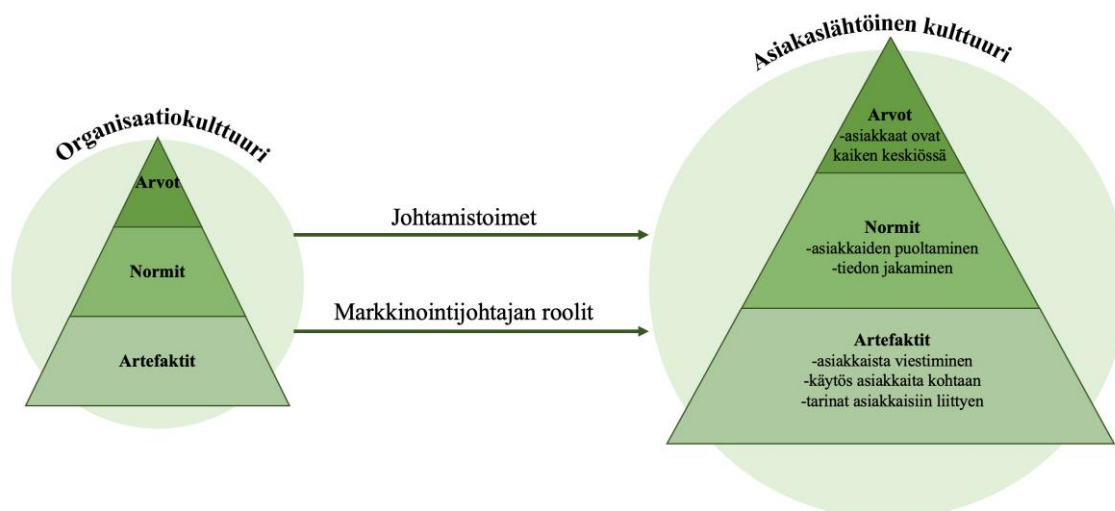 Organisaatiokulttuuri
Arvot
Normit
Artefaktit
Johtamistoimet
Markkinointijohtajan roolit
Asiakaslähtöinen kulttuuri
Arvot
-asiakkaat ovat
kaiken keskiössä
Normit
-asiakkaiden puoltaminen
-tiedon jakaminen
Artefaktit
-asiakkaista viestiminen
-käytös asiakkaita kohtaan
-tarinat asiakkaisiin liittyen